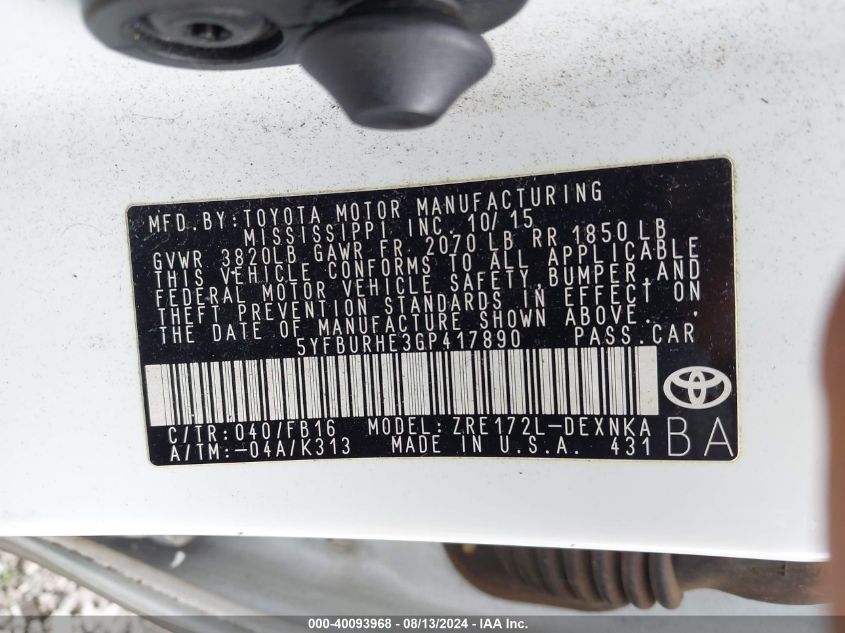 MFD.BY:TOYOTA MOTOR MANUFACTURING
MISSISSIPPI INC. 10/15
GVWR 3820LB GAWR FR. 2070 LB RR 1850 LB
THIS VEHICLE CONFORMS TO ALL APPLICABLE
FEDERAL MOTOR VEHICLE SAFETY,BUMPER,AND
THEFT PREVENTION STANDARDS IN EFFECT ON
THE DATE OF MANUFACTURE SHOWN ABOVE.
5YFBURHE3GP417890 PASS.CAR
C/TR:040/FB16 MODEL:ZRE172L-DEXNKA
A/TM:-04A/K313 MADE IN U.S.A. 431
BA
000-40093968 - 08/13/2024 - IAA Inc.